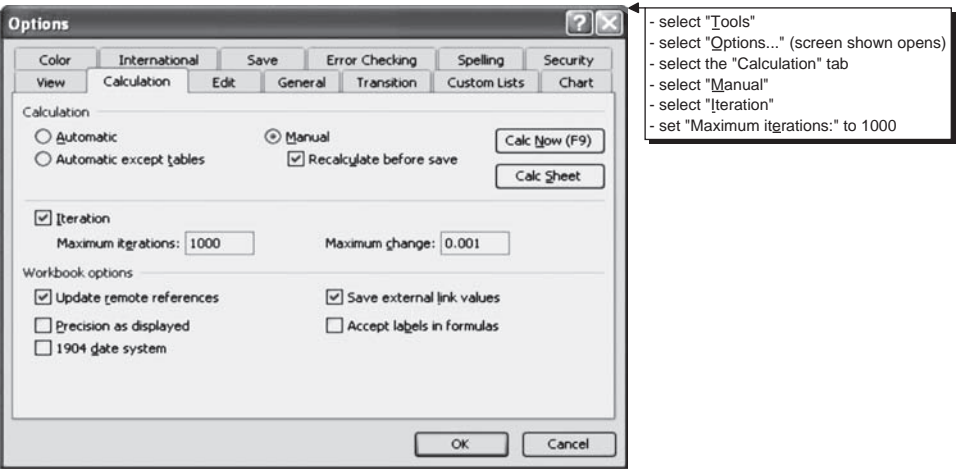 Options
Color International Save Error Checking Spelling Security
View Calculation Edit General Transition Custom Lists Chart
Calculation
Automatic Manual Calc Now (F9)
Automatic except tables Recalculate before save
Calc Sheet
Iteration
Maximum iterations: 1000 Maximum change: 0.001
Workbook options
Update remote references Save external link values
Precision as displayed Accept labels in formulas
1904 date system
OK Cancel
- select "Tools"
- select "Options..." (screen shown opens)
- select the "Calculation" tab
- select "Manual"
- select "Iteration"
- set "Maximum iterations:" to 1000